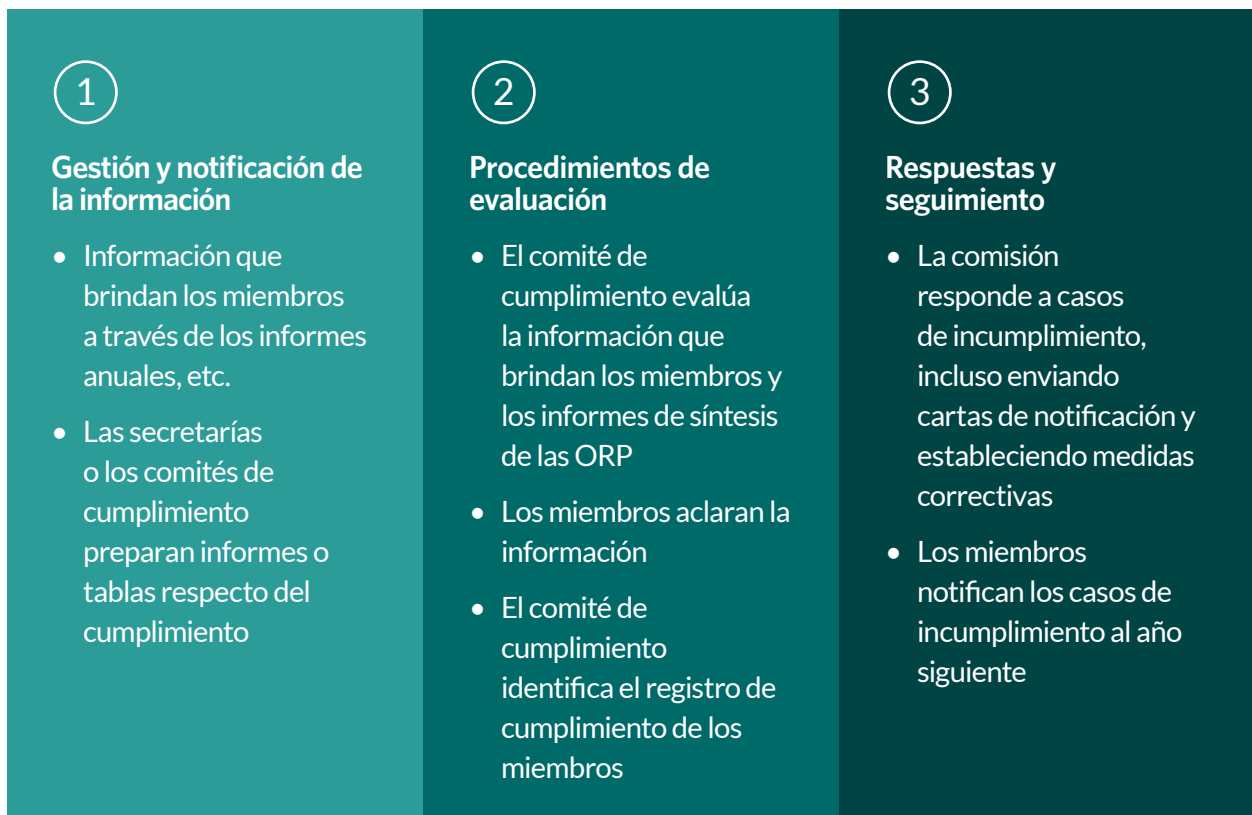 1
Gestión y notificación de
la información
• Información que
brindan los miembros
a través de los informes
anuales, etc.
• Las secretarías
o los comités de
cumplimiento
preparan informes o
tablas respecto del
cumplimiento
2
Procedimientos de
evaluación
• El comité de
cumplimiento evalúa
la información que
brindan los miembros y
los informes de síntesis
de las ORP
• Los miembros aclaran la
información
• El comité de
cumplimiento
identifica el registro de
cumplimiento de los
miembros
3
Respuestas y
seguimiento
• La comisión
responde a casos
de incumplimiento,
incluso enviando
cartas de notificación y
estableciendo medidas
correctivas
• Los miembros
notifican los casos de
incumplimiento al año
siguiente